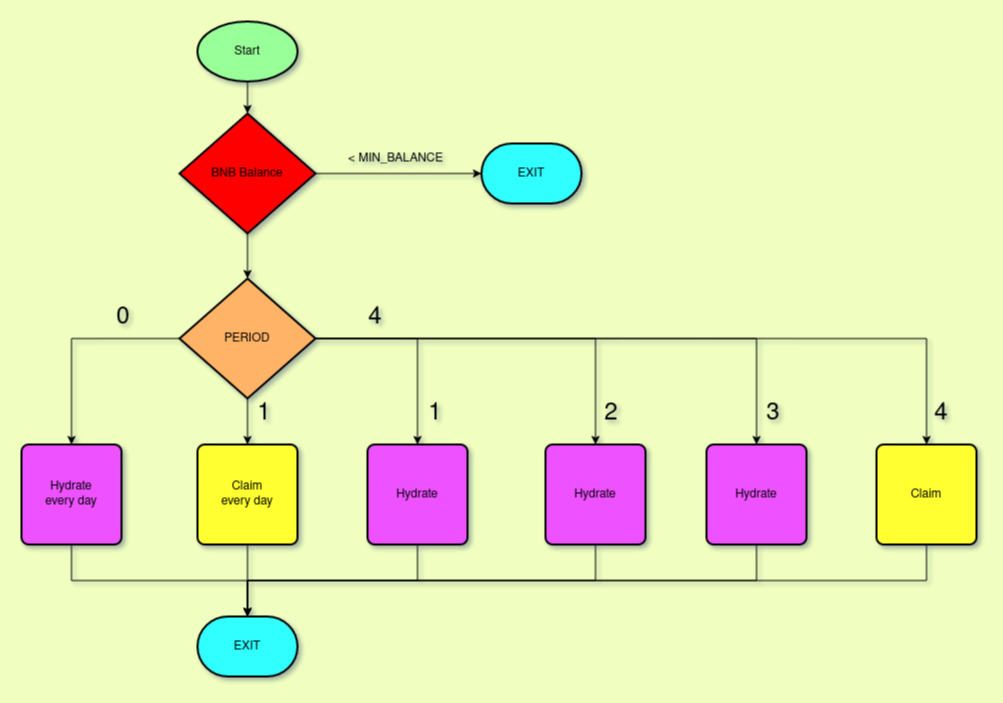 Start
BNB Balance
< MIN_BALANCE
EXIT
0
PERIOD
4
1
1
2
3
4
Hydrate
every day
Claim
every day
Hydrate
Hydrate
Hydrate
Claim
EXIT